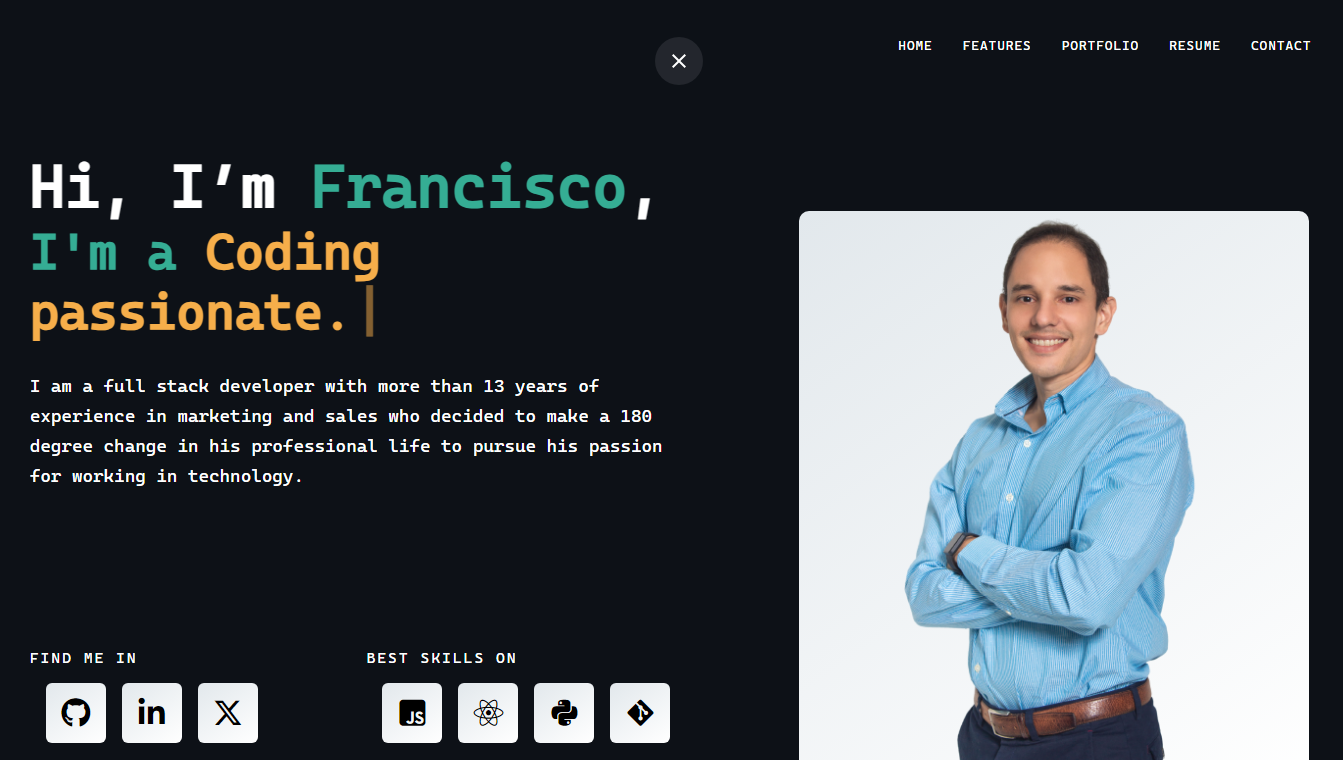 HOME FEATURES PORTFOLIO RESUME CONTACT
Hi, I’m Francisco,
I'm a Coding
passionate.
I am a full stack developer with more than 13 years of
experience in marketing and sales who decided to make a 180
degree change in his professional life to pursue his passion
for working in technology.
FIND ME IN
BEST SKILLS ON
in
JS